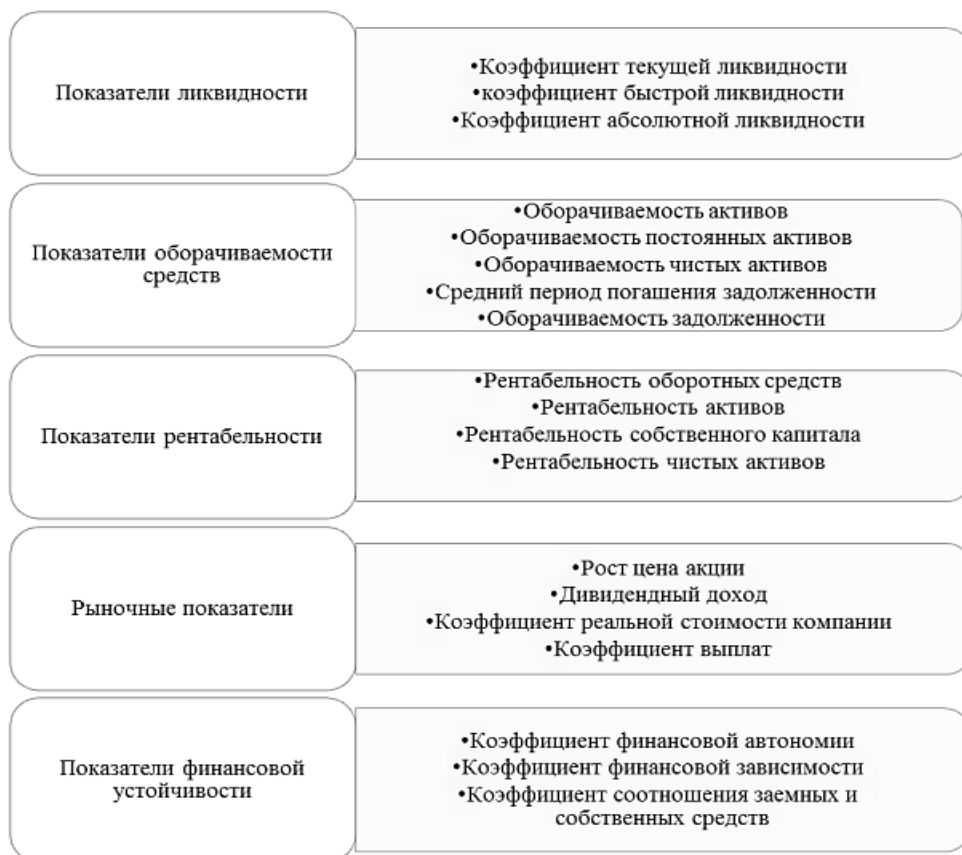 Показатели ликвидности
•Коэффициент текущей ликвидности
•коэффициент быстрой ликвидности
•Коэффициент абсолютной ликвидности
Показатели оборачиваемости
средств
•Оборачиваемость активов
•Оборачиваемость постоянных активов
•Оборачиваемость чистых активов
•Средний период погашения задолженности
•Оборачиваемость задолженности
Показатели рентабельности
•Рентабельность оборотных средств
•Рентабельность активов
•Рентабельность собственного капитала
•Рентабельность чистых активов
Рыночные показатели
•Рост цена акции
•Дивидендный доход
•Коэффициент реальной стоимости компании
•Коэффициент выплат
Показатели финансовой
устойчивости
•Коэффициент финансовой автономии
•Коэффициент финансовой зависимости
•Коэффициент соотношения заемных и
собственных средств